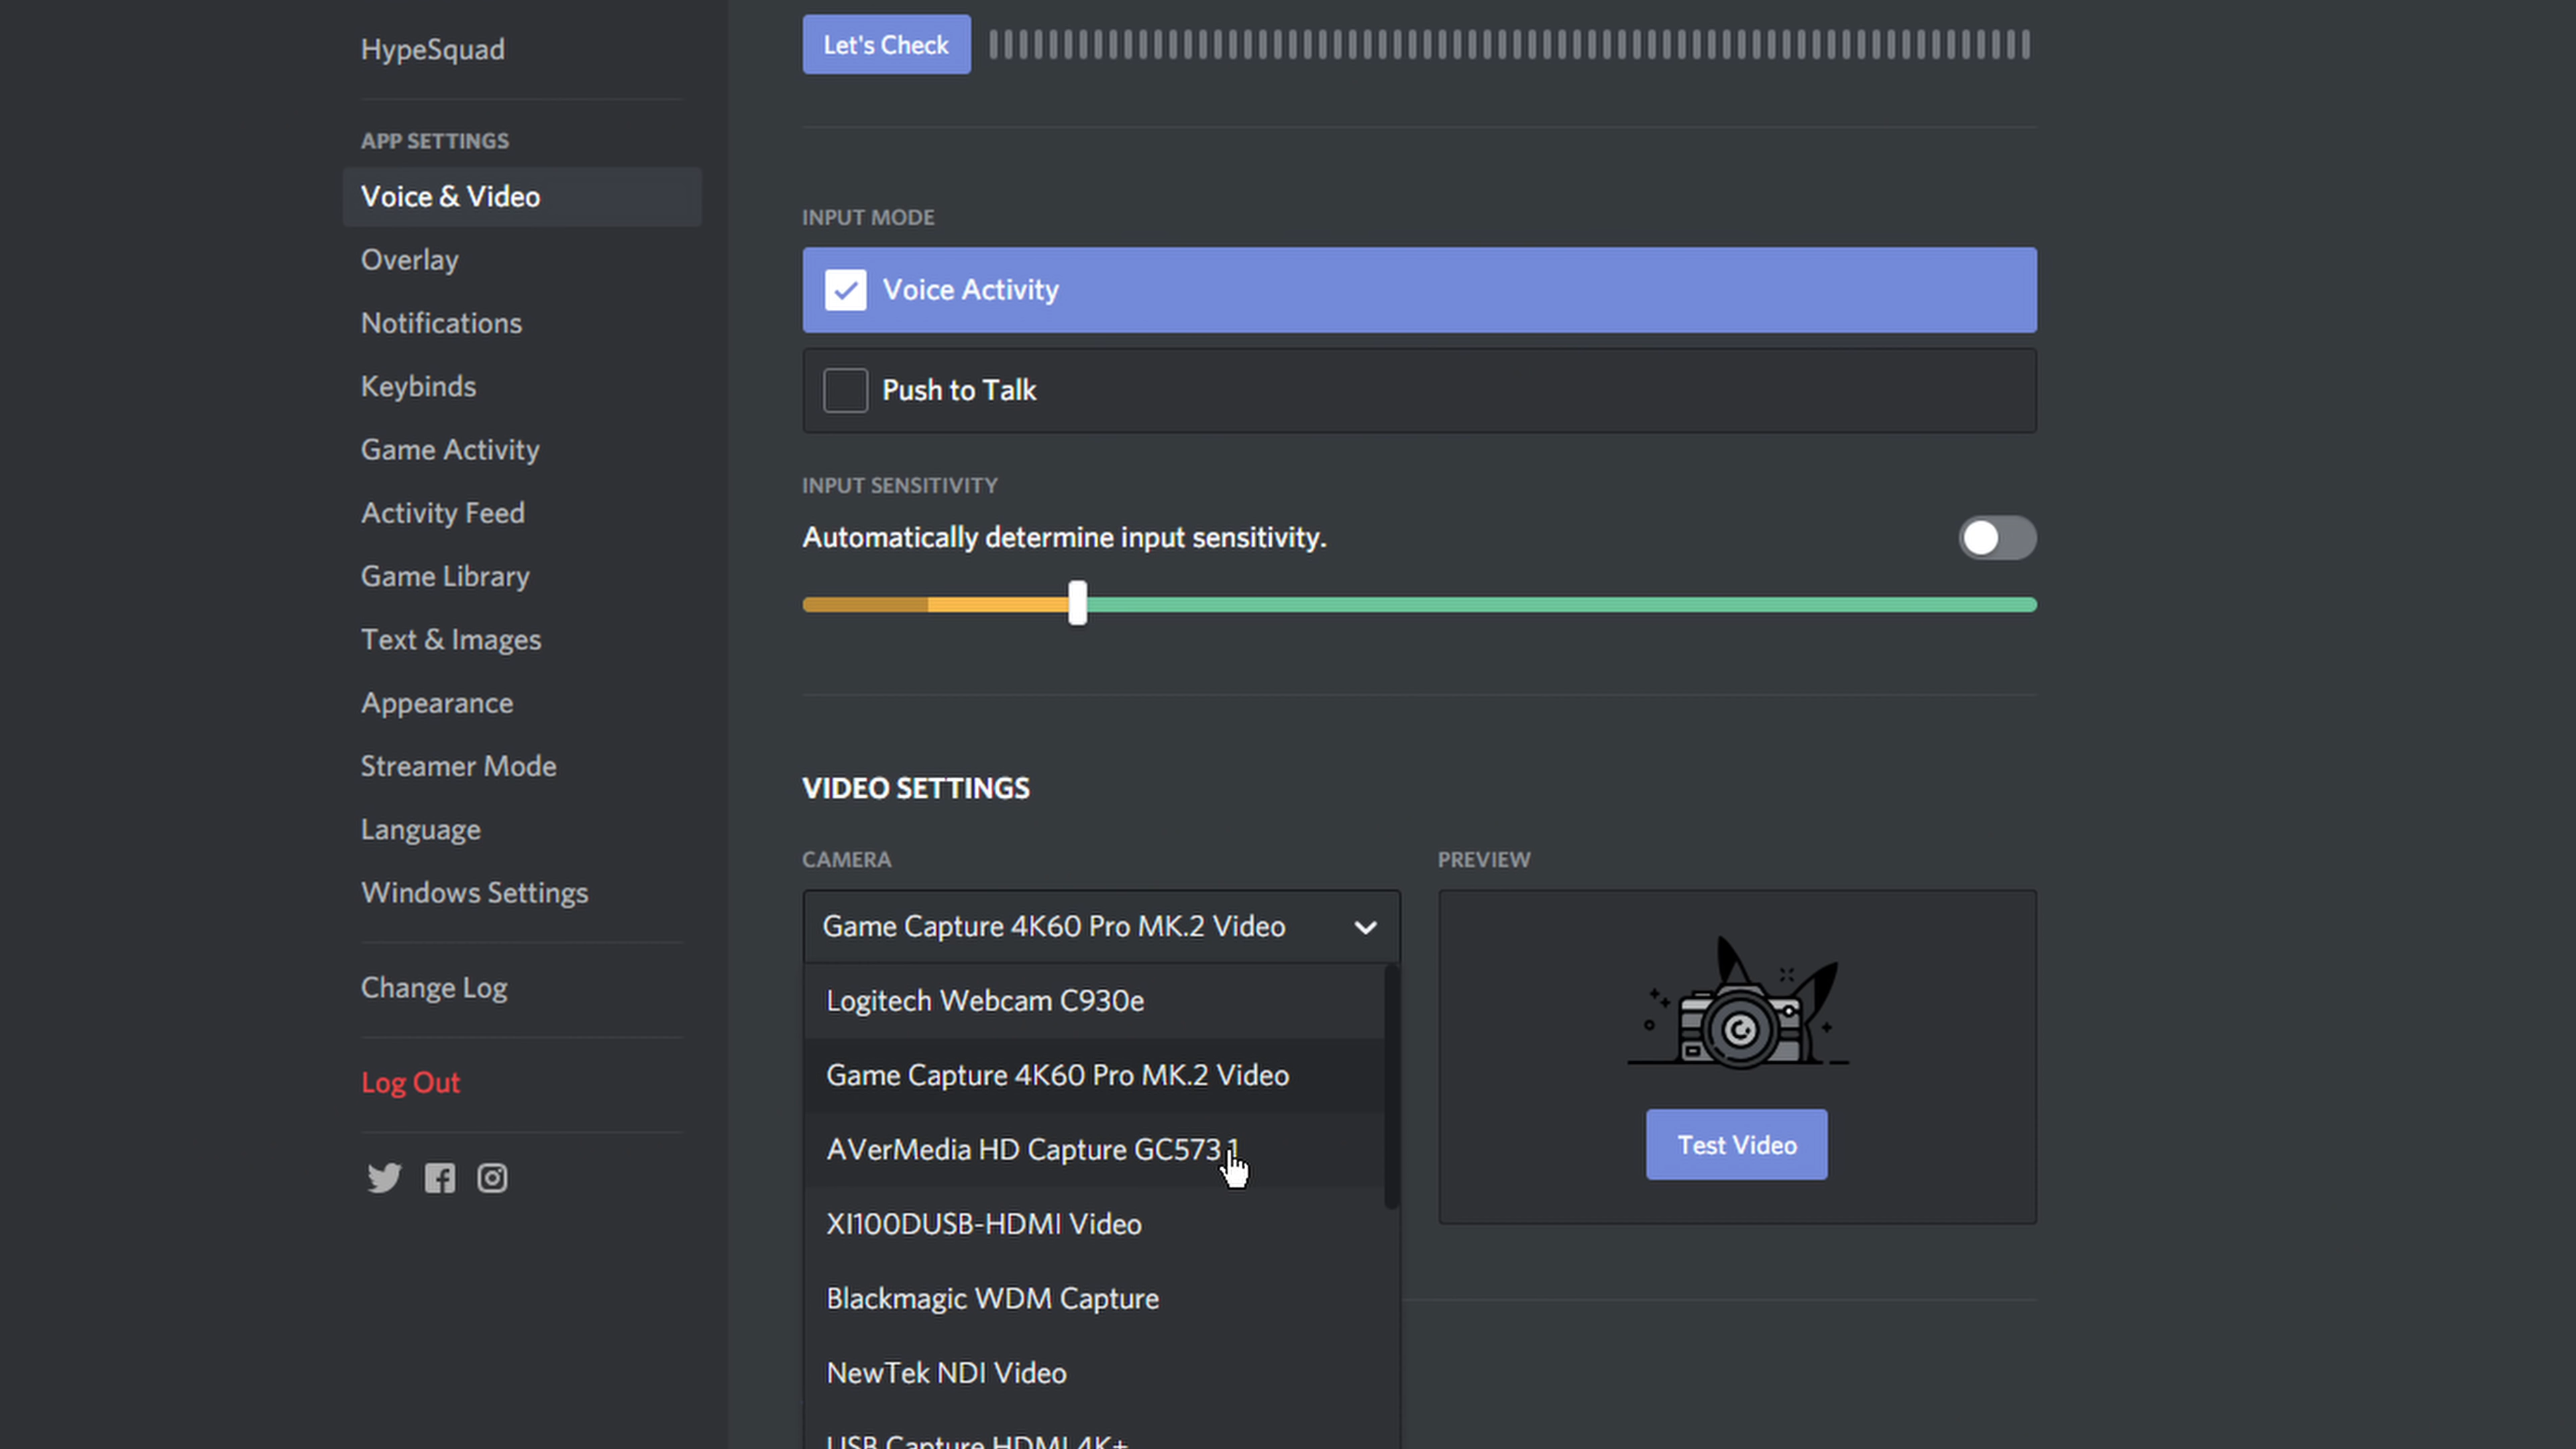 HypeSquad
APP SETTINGS
Voice & Video
Overlay
Notifications
Keybinds
Game Activity
Activity Feed
Game Library
Text & Images
Appearance
Streamer Mode
Language
Windows Settings
Change Log
Log Out
Let's Check
INPUT MODE
Voice Activity
Push to Talk
INPUT SENSITIVITY
Automatically determine input sensitivity.
VIDEO SETTINGS
CAMERA
Game Capture 4K60 Pro MK.2 Video
Logitech Webcam C930e
Game Capture 4K60 Pro MK.2 Video
AVerMedia HD Capture GC573 1
XI100DUSB-HDMI Video
Blackmagic WDM Capture
NewTek NDI Video
USB Capture HDMI 4K+
PREVIEW
Test Video